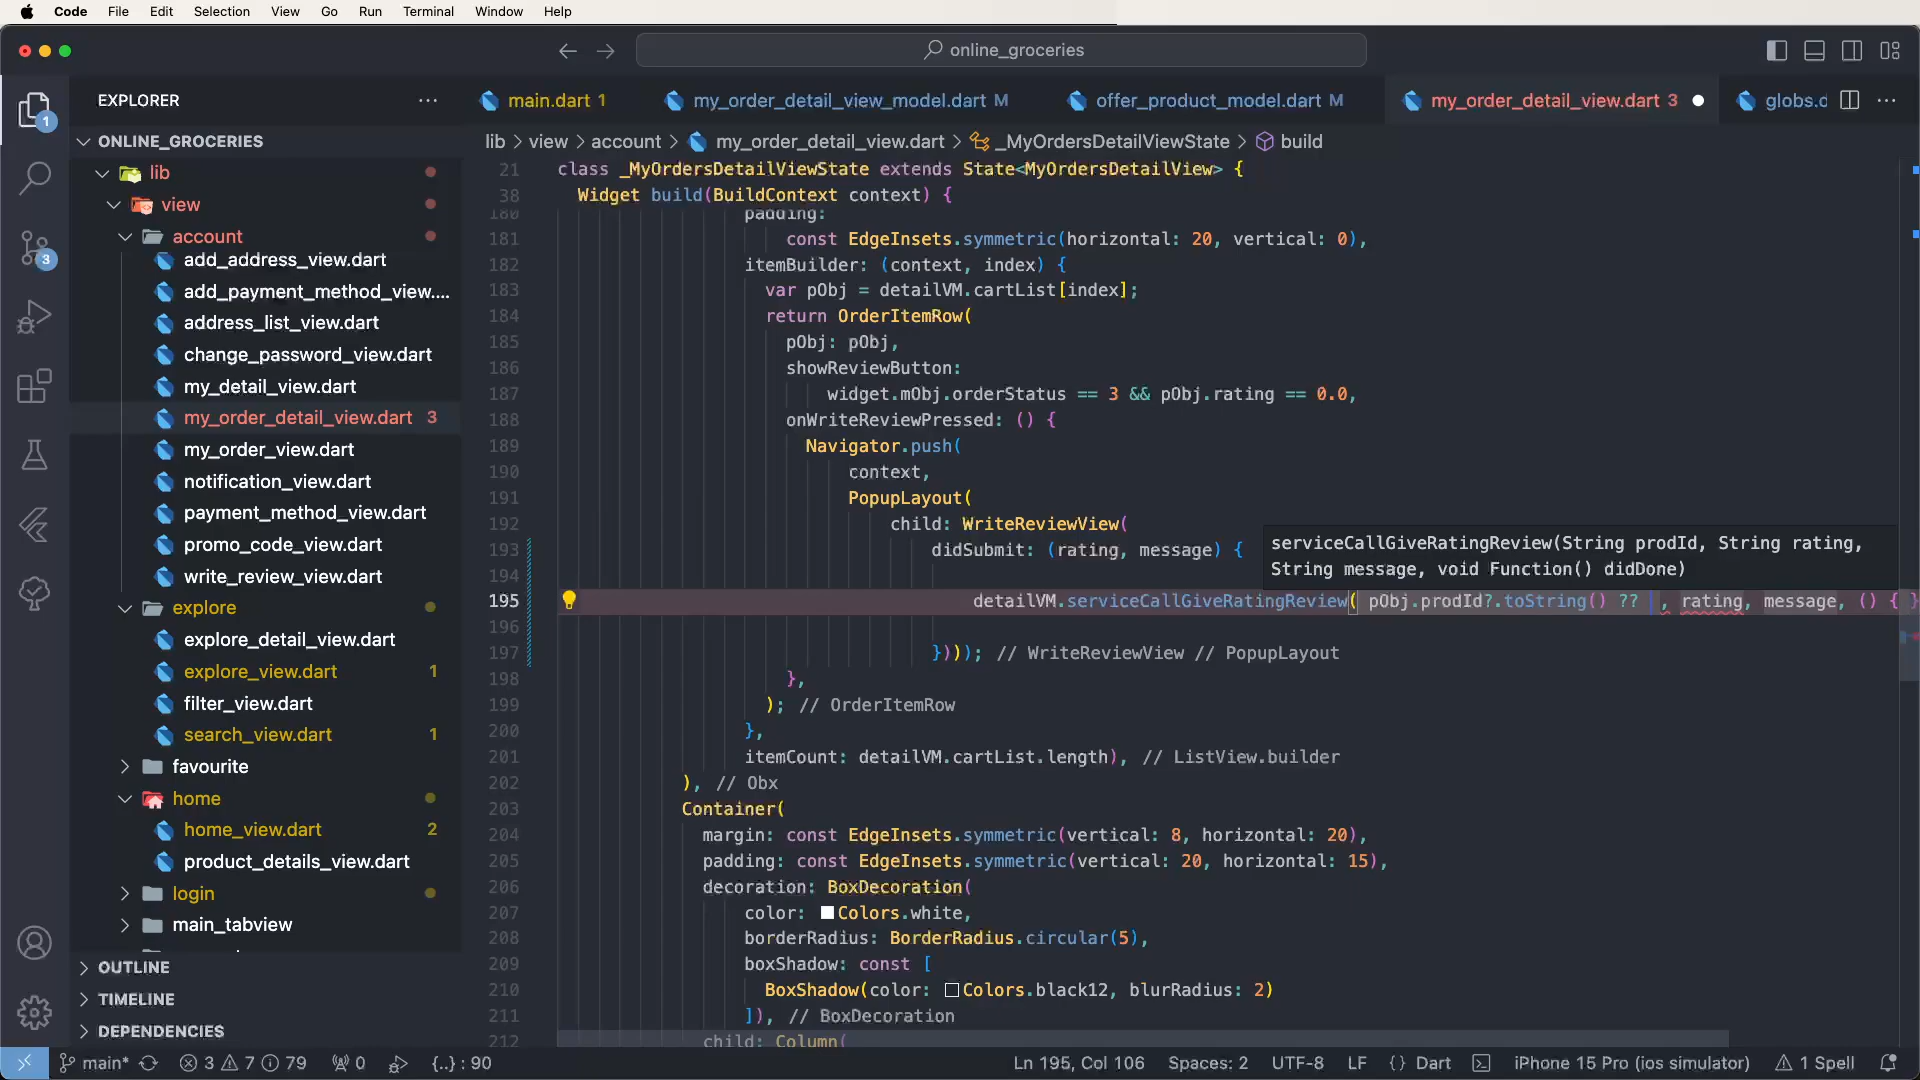 Code File Edit Selection View Go Run Terminal Window Help
online_groceries
EXPLORER
main.dart 1
my_order_detail_view_model.dart M
offer_product_model.dart M
my_order_detail_view.dart 3
globs.d
lib > view > account > my_order_detail_view.dart > _MyOrdersDetailViewState > build
ONLINE_GROCERIES
lib
view
account
add_address_view.dart
add_payment_method_view....
address_list_view.dart
change_password_view.dart
my_detail_view.dart
my_order_detail_view.dart 3
my_order_view.dart
notification_view.dart
payment_method_view.dart
promo_code_view.dart
write_review_view.dart
explore
explore_detail_view.dart
explore_view.dart 1
filter_view.dart
search_view.dart 1
favourite
home
home_view.dart 2
product_details_view.dart
login
main_tabview
OUTLINE
TIMELINE
DEPENDENCIES
1
3
21 class _MyOrdersDetailViewState extends State<MyOrdersDetailView> {
38 Widget build(BuildContext context) {
180 padding:
181 const EdgeInsets.symmetric(horizontal: 20, vertical: 0),
182 itemBuilder: (context, index) {
183 var pObj = detailVM.cartList[index];
184 return OrderItemRow(
185 pObj: pObj,
186 showReviewButton:
187 widget.mObj.orderStatus == 3 && pObj.rating == 0.0,
188 onWriteReviewPressed: () {
189 Navigator.push(
190 context,
191 PopupLayout(
192 child: WriteReviewView(
193 didSubmit: (rating, message) {
serviceCallGiveRatingReview(String prodId, String rating,
String message, void Function() didDone)
194
195 detailVM.serviceCallGiveRatingReview( pObj.prodId?.toString() ?? , rating, message, () { }
196
197 }))); // WriteReviewView // PopupLayout
198 },
199 ); // OrderItemRow
200 },
201 itemCount: detailVM.cartList.length), // ListView.builder
202 ), // Obx
203 Container(
204 margin: const EdgeInsets.symmetric(vertical: 8, horizontal: 20),
205 padding: const EdgeInsets.symmetric(vertical: 20, horizontal: 15),
206 decoration: BoxDecoration(
207 color: Colors.white,
208 borderRadius: BorderRadius.circular(5),
209 boxShadow: const [
210 BoxShadow(color: Colors.black12, blurRadius: 2)
211 ]), // BoxDecoration
212 child: Column(
main* 3 7 79 0 {..} : 90 Ln 195, Col 106 Spaces: 2 UTF-8 LF {} Dart iPhone 15 Pro (ios simulator) 1 Spell